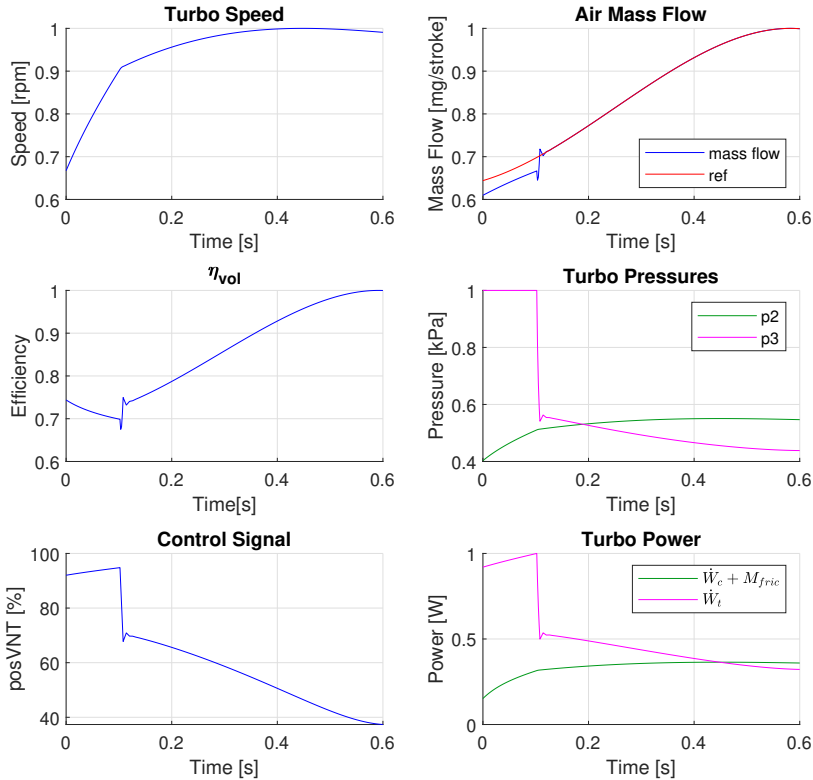 Turbo Speed
Speed [rpm]
1
0.9
0.8
0.7
0.6
0 0.2 0.4 0.6
Time [s]
Air Mass Flow
Mass Flow [mg/stroke]
1
0.9
0.8
0.7
0.6
mass flow
ref
0 0.2 0.4 0.6
Time [s]
η_vol
Efficiency
1
0.9
0.8
0.7
0.6
0 0.2 0.4 0.6
Time[s]
Turbo Pressures
Pressure [kPa]
1
0.8
0.6
0.4
p2
p3
0 0.2 0.4 0.6
Time [s]
Control Signal
posVNT [%]
100
80
60
40
0 0.2 0.4 0.6
Time [s]
Turbo Power
Power [W]
1
0.5
0
Ẇ_c + M_fric
Ẇ_t
0 0.2 0.4 0.6
Time [s]